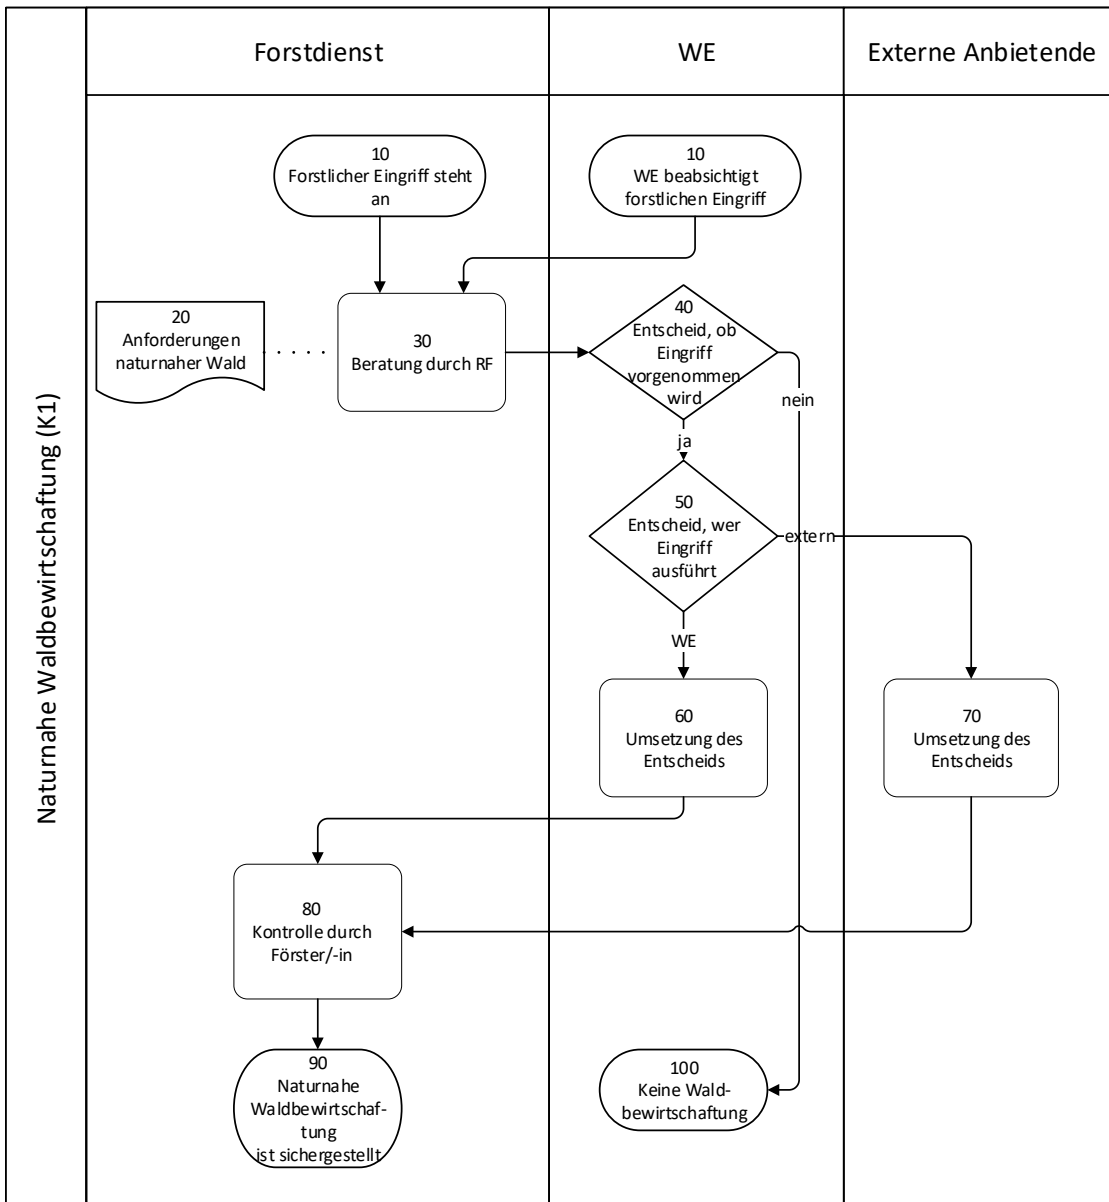 Naturnahe Waldbewirtschaftung (K1)
Forstdienst
WE
Externe Anbietende
10
Forstlicher Eingriff steht
an
10
WE beabsichtigt
forstlichen Eingriff
20
Anforderungen
naturnaher Wald
30
Beratung durch RF
40
Entscheid, ob
Eingriff
vorgenommen
wird
nein
ja
50
Entscheid, wer
Eingriff
ausführt
extern
WE
60
Umsetzung des
Entscheids
70
Umsetzung des
Entscheids
80
Kontrolle durch
Förster/-in
90
Naturnahe
Waldbewirtschaf-
tung
ist sichergestellt
100
Keine Wald-
bewirtschaftung